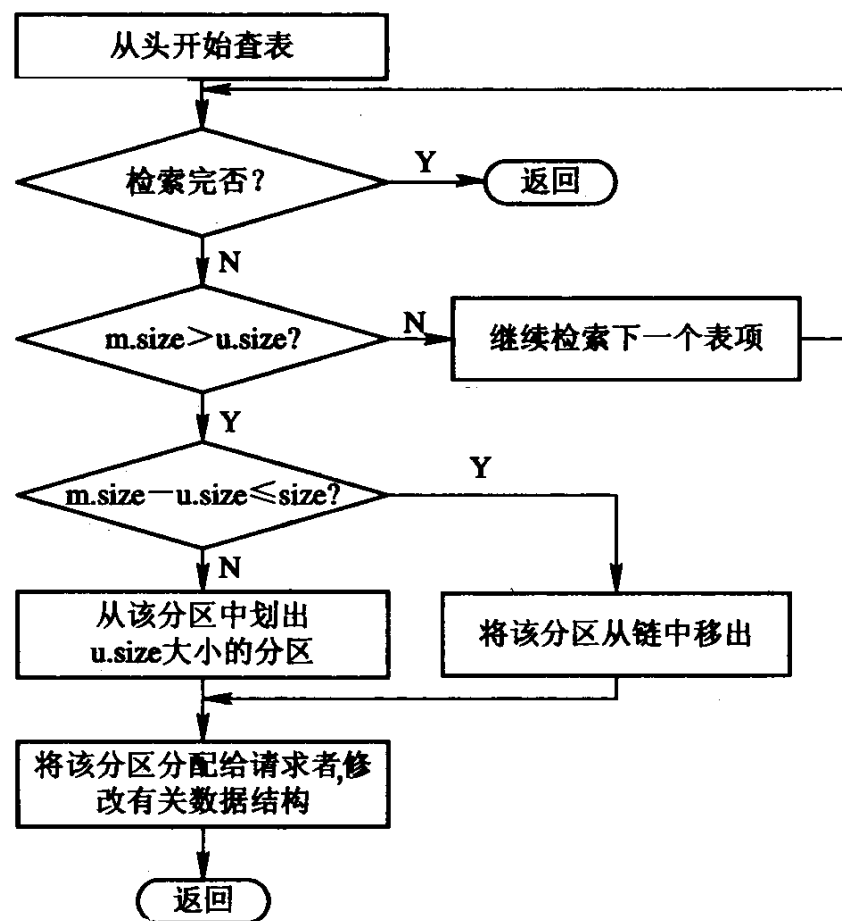 从头开始查表
检索完否？
Y
返回
N
m.size＞u.size?
N
继续检索下一个表项
Y
m.size－u.size≤size?
Y
N
从该分区中划出
u.size大小的分区
将该分区从链中移出
将该分区分配给请求者,修
改有关数据结构
返回